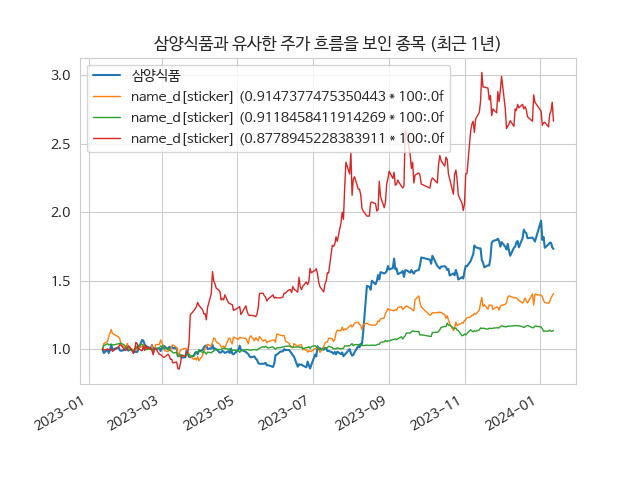 삼양식품과 유사한 주가 흐름을 보인 종목 (최근 1년)
삼양식품
name_d[sticker] (0.9147377475350443 * 100:.0f
name_d[sticker] (0.9118458411914269 * 100:.0f
name_d[sticker] (0.8778945228383911 * 100:.0f
3.0
2.5
2.0
1.5
1.0
2023-01
2023-03
2023-05
2023-07
2023-09
2023-11
2024-01